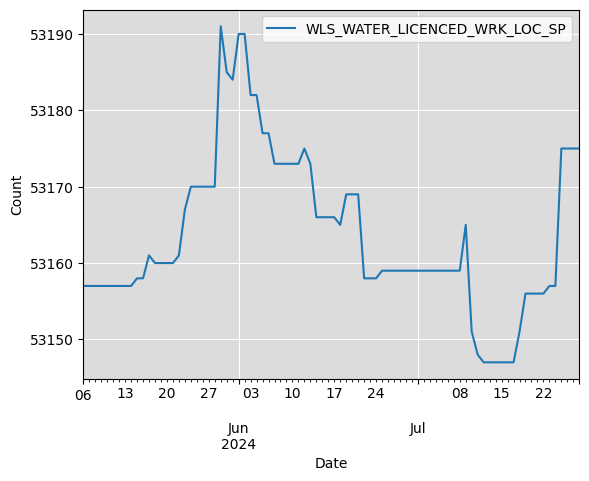 WLS_WATER_LICENCED_WRK_LOC_SP
53190
53180
53170
53160
53150
Count
06 13 20 27 03 10 17 24 08 15 22
Jun Jul
2024
Date